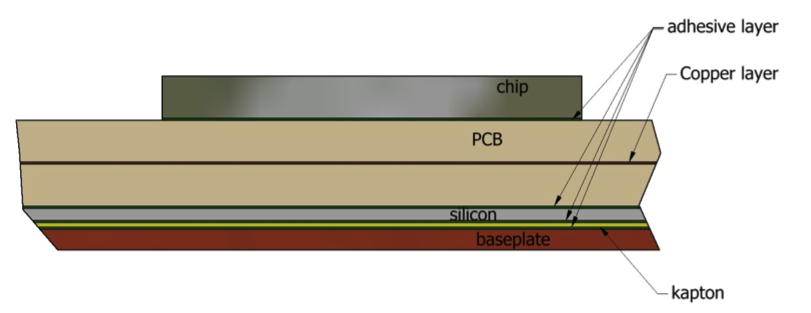 adhesive layer
Copper layer
chip
PCB
silicon
baseplate
kapton